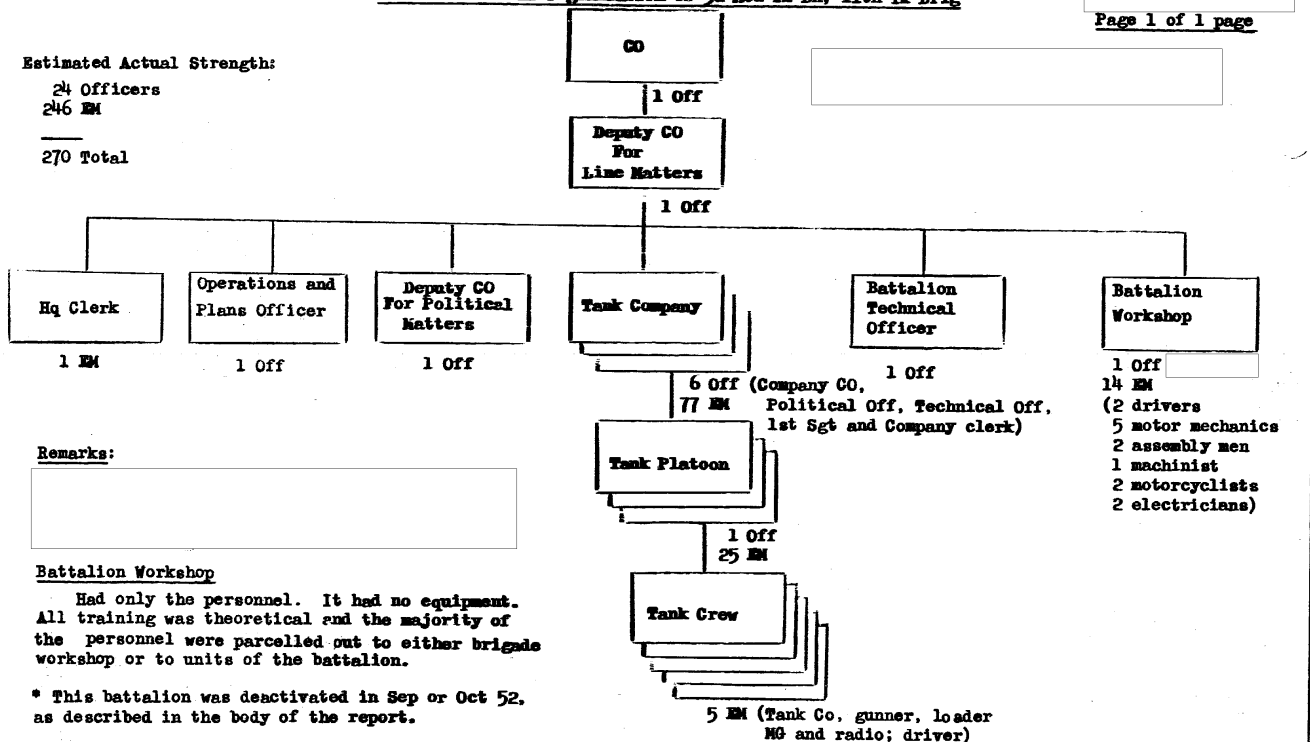 Page 1 of 1 page
Estimated Actual Strength:
24 Officers
246 EM
270 Total
CO
1 Off
Deputy CO
For
Line Matters
1 Off
Hq Clerk
1 EM
Operations and
Plans Officer
1 Off
Deputy CO
For Political
Matters
1 Off
Tank Company
6 Off (Company CO,
77 EM Political Off, Technical Off,
1st Sgt and Company clerk)
Battalion
Technical
Officer
1 Off
Battalion
Workshop
1 Off
14 EM
(2 drivers
5 motor mechanics
2 assembly men
1 machinist
2 motorcyclists
2 electricians)
Tank Platoon
1 Off
25 EM
Tank Crew
5 EM (Tank Co, gunner, loader
MG and radio; driver)
Remarks:
Battalion Workshop
Had only the personnel. It had no equipment.
All training was theoretical and the majority of
the personnel were parcelled out to either brigade
workshop or to units of the battalion.
* This battalion was deactivated in Sep or Oct 52,
as described in the body of the report.